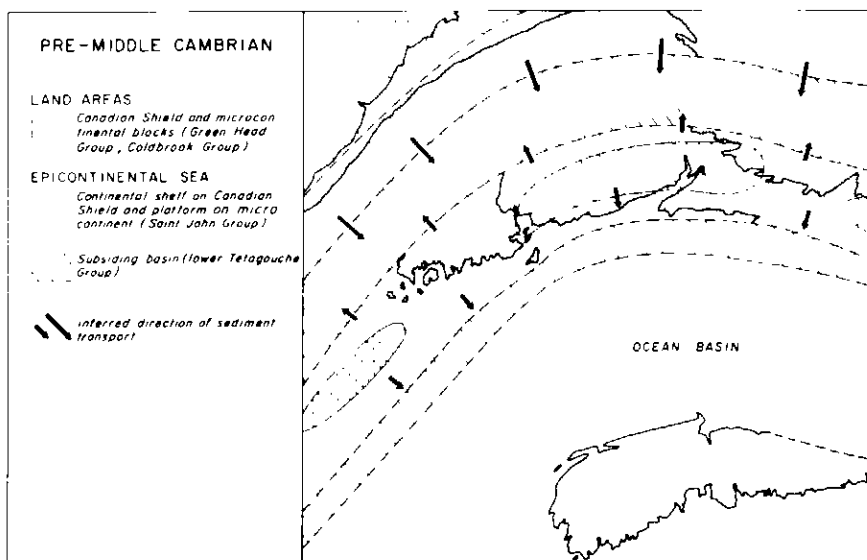 PRE-MIDDLE CAMBRIAN
LAND AREAS
Canadian Shield and microcon
tinental blocks (Green Head
Group, Coldbrook Group)
EPICONTINENTAL SEA
Continental shelf on Canadian
Shield and platform on micro
continent (Saint John Group)
Subsiding basin (lower Tetagouche
Group)
inferred direction of sediment
transport
OCEAN BASIN